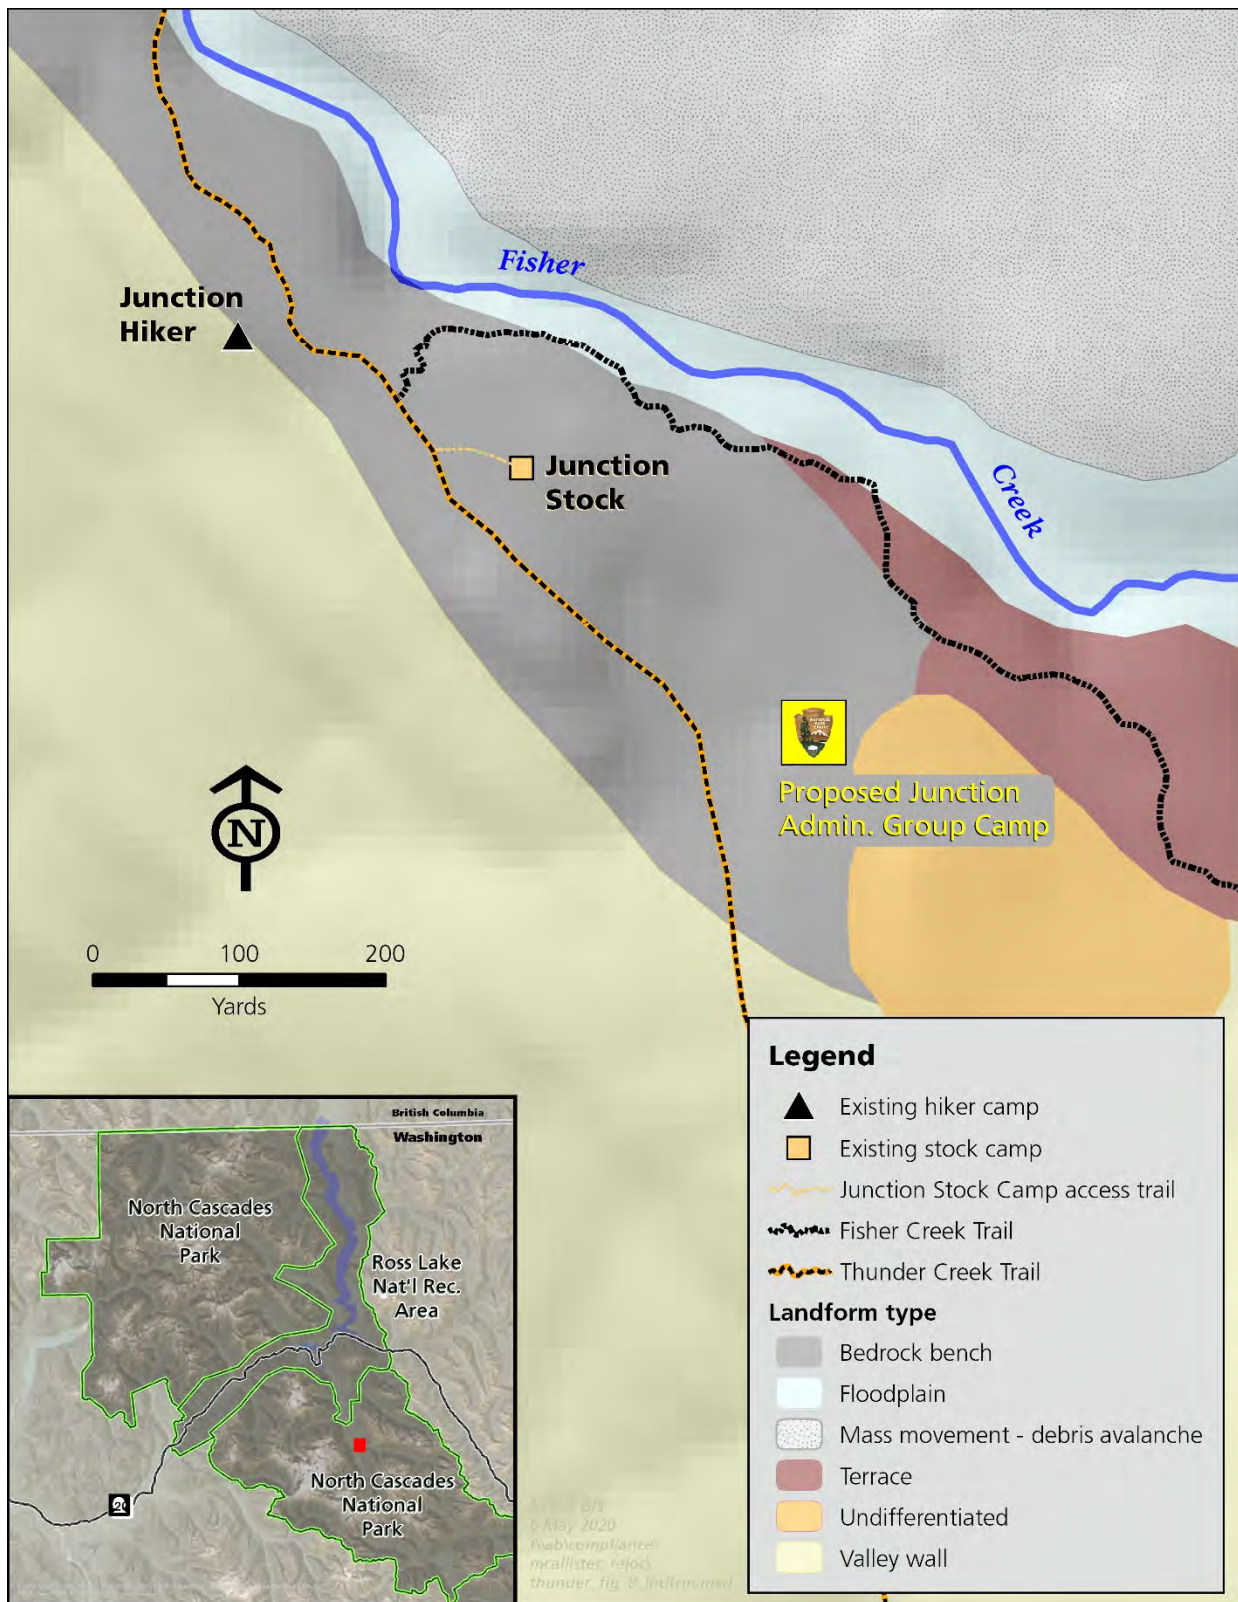 Fisher
Creek
Junction
Hiker
Junction
Stock
Proposed Junction
Admin. Group Camp
N
0 100 200
Yards
Legend
Existing hiker camp
Existing stock camp
Junction Stock Camp access trail
Fisher Creek Trail
Thunder Creek Trail
Landform type
Bedrock bench
Floodplain
Mass movement - debris avalanche
Terrace
Undifferentiated
Valley wall
British Columbia
Washington
North Cascades
National
Park
Ross Lake
Nat'l Rec.
Area
North Cascades
National
Park
20
6 May 2020